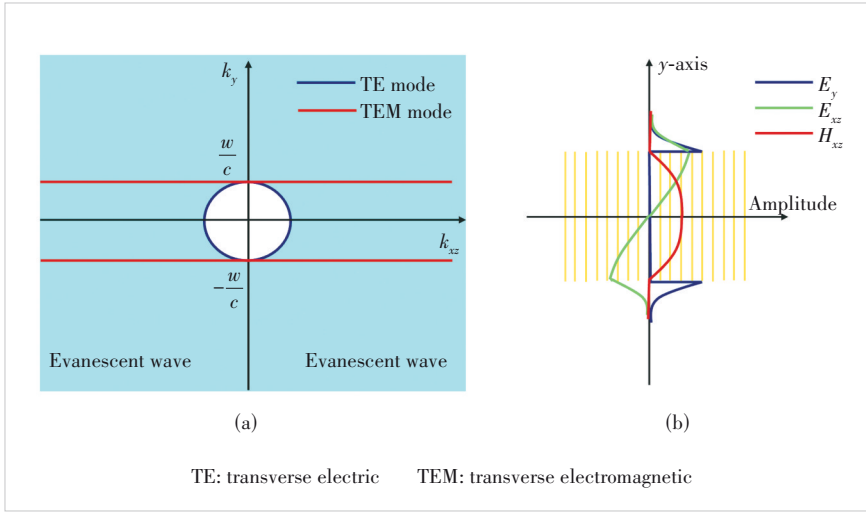 k_y
TE mode
TEM mode
w/c
k_xz
-w/c
Evanescent wave
Evanescent wave
(a)
y-axis
E_y
E_xz
H_xz
Amplitude
(b)
TE: transverse electric TEM: transverse electromagnetic